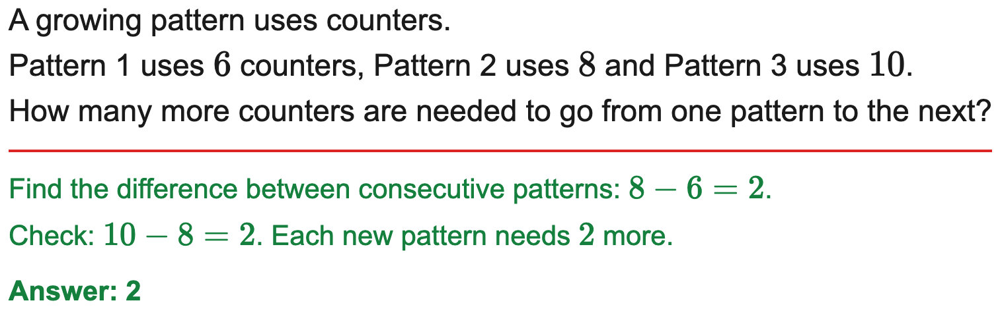 A growing pattern uses counters.
Pattern 1 uses 6 counters, Pattern 2 uses 8 and Pattern 3 uses 10.
How many more counters are needed to go from one pattern to the next?
Find the difference between consecutive patterns: 8 − 6 = 2.
Check: 10 − 8 = 2. Each new pattern needs 2 more.
Answer: 2